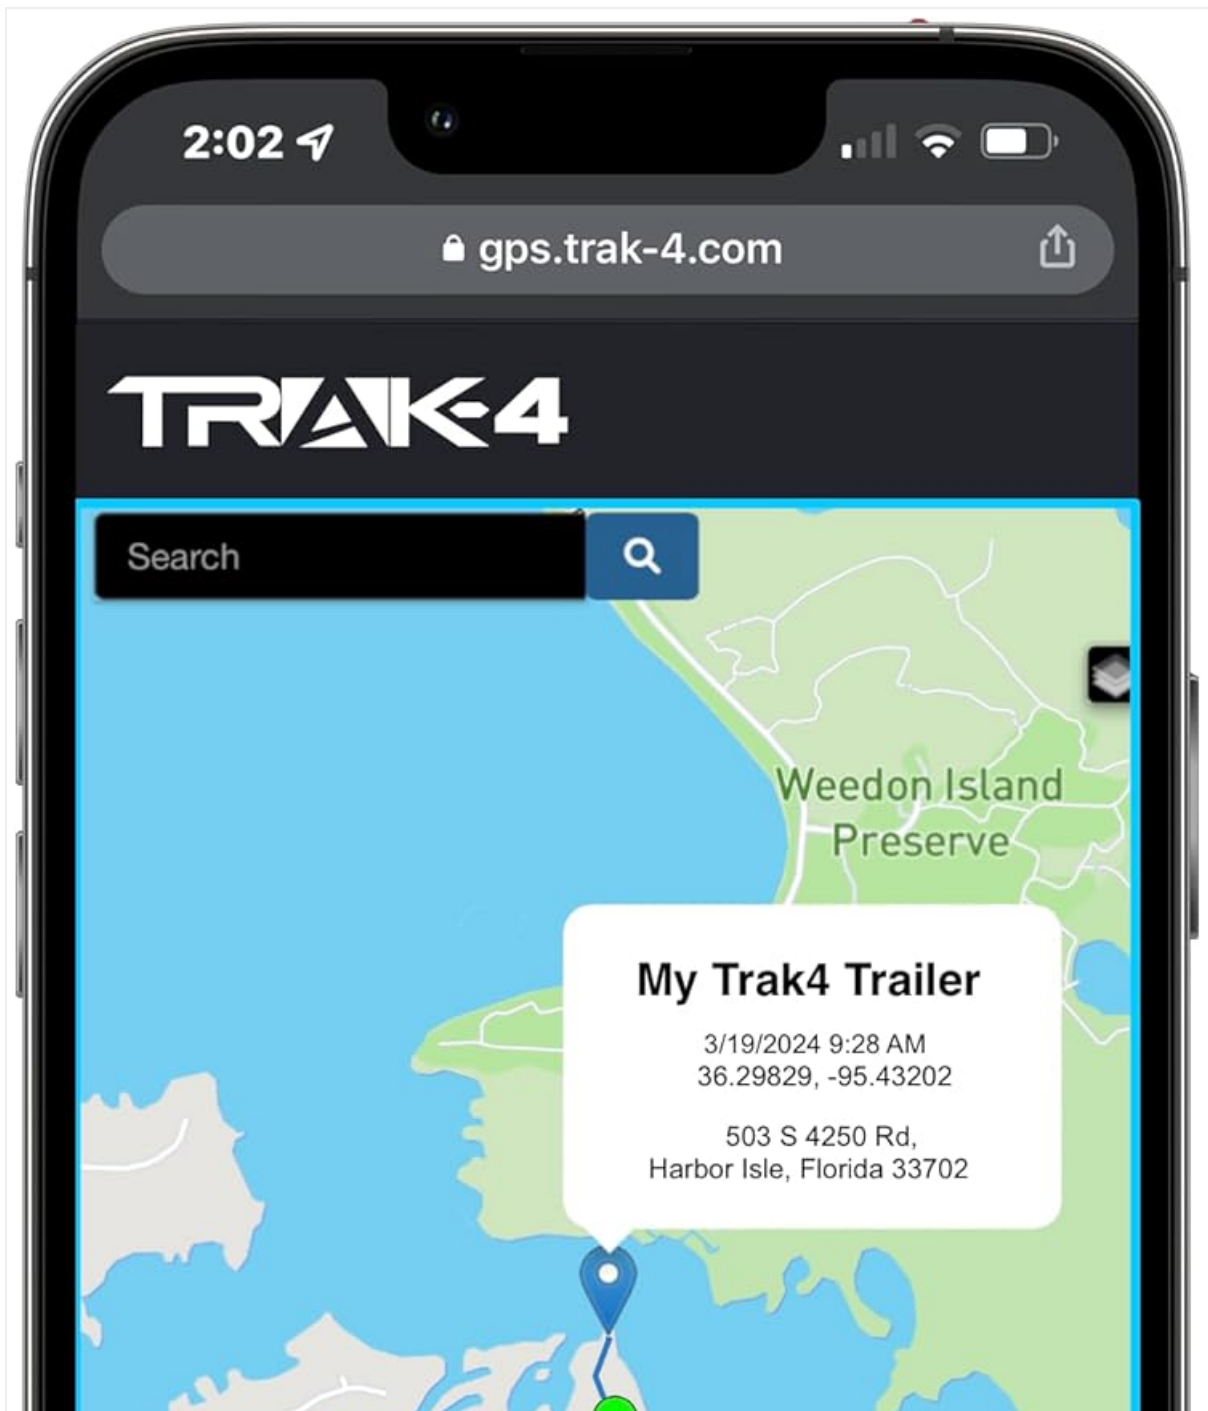 2:02
gps.trak-4.com
TRAK-4
Search
Weedon Island
Preserve
My Trak4 Trailer
3/19/2024 9:28 AM
36.29829, -95.43202
503 S 4250 Rd,
Harbor Isle, Florida 33702